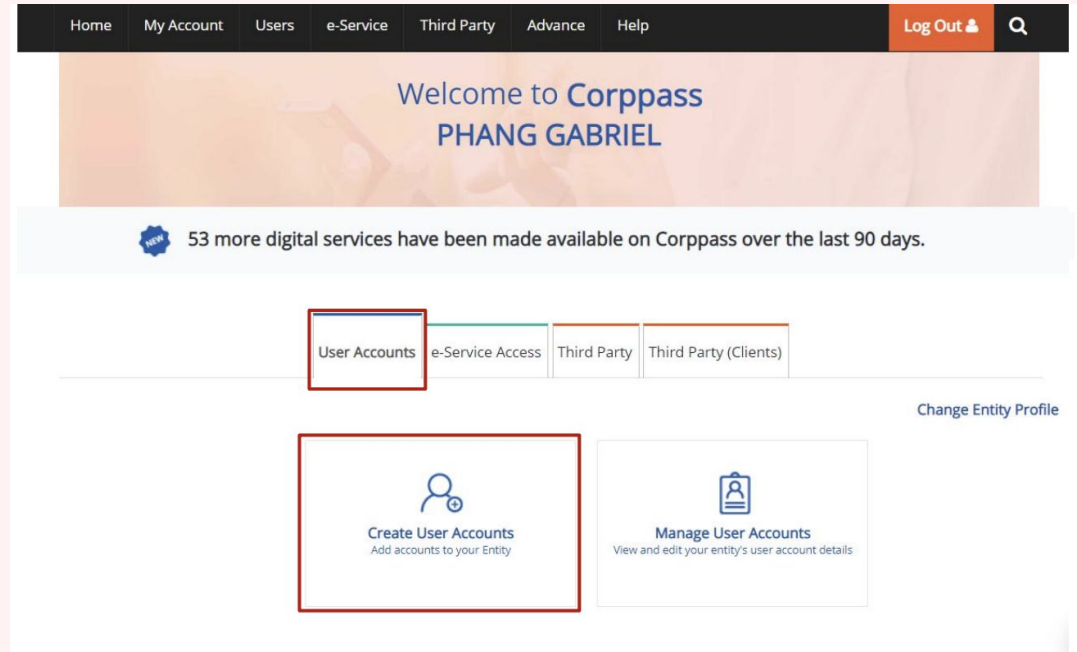 Home My Account Users e-Service Third Party Advance Help Log Out
Welcome to Corppass
PHANG GABRIEL
NEW 53 more digital services have been made available on Corppass over the last 90 days.
User Accounts e-Service Access Third Party Third Party (Clients)
Change Entity Profile
Create User Accounts
Add accounts to your Entity
Manage User Accounts
View and edit your entity's user account details